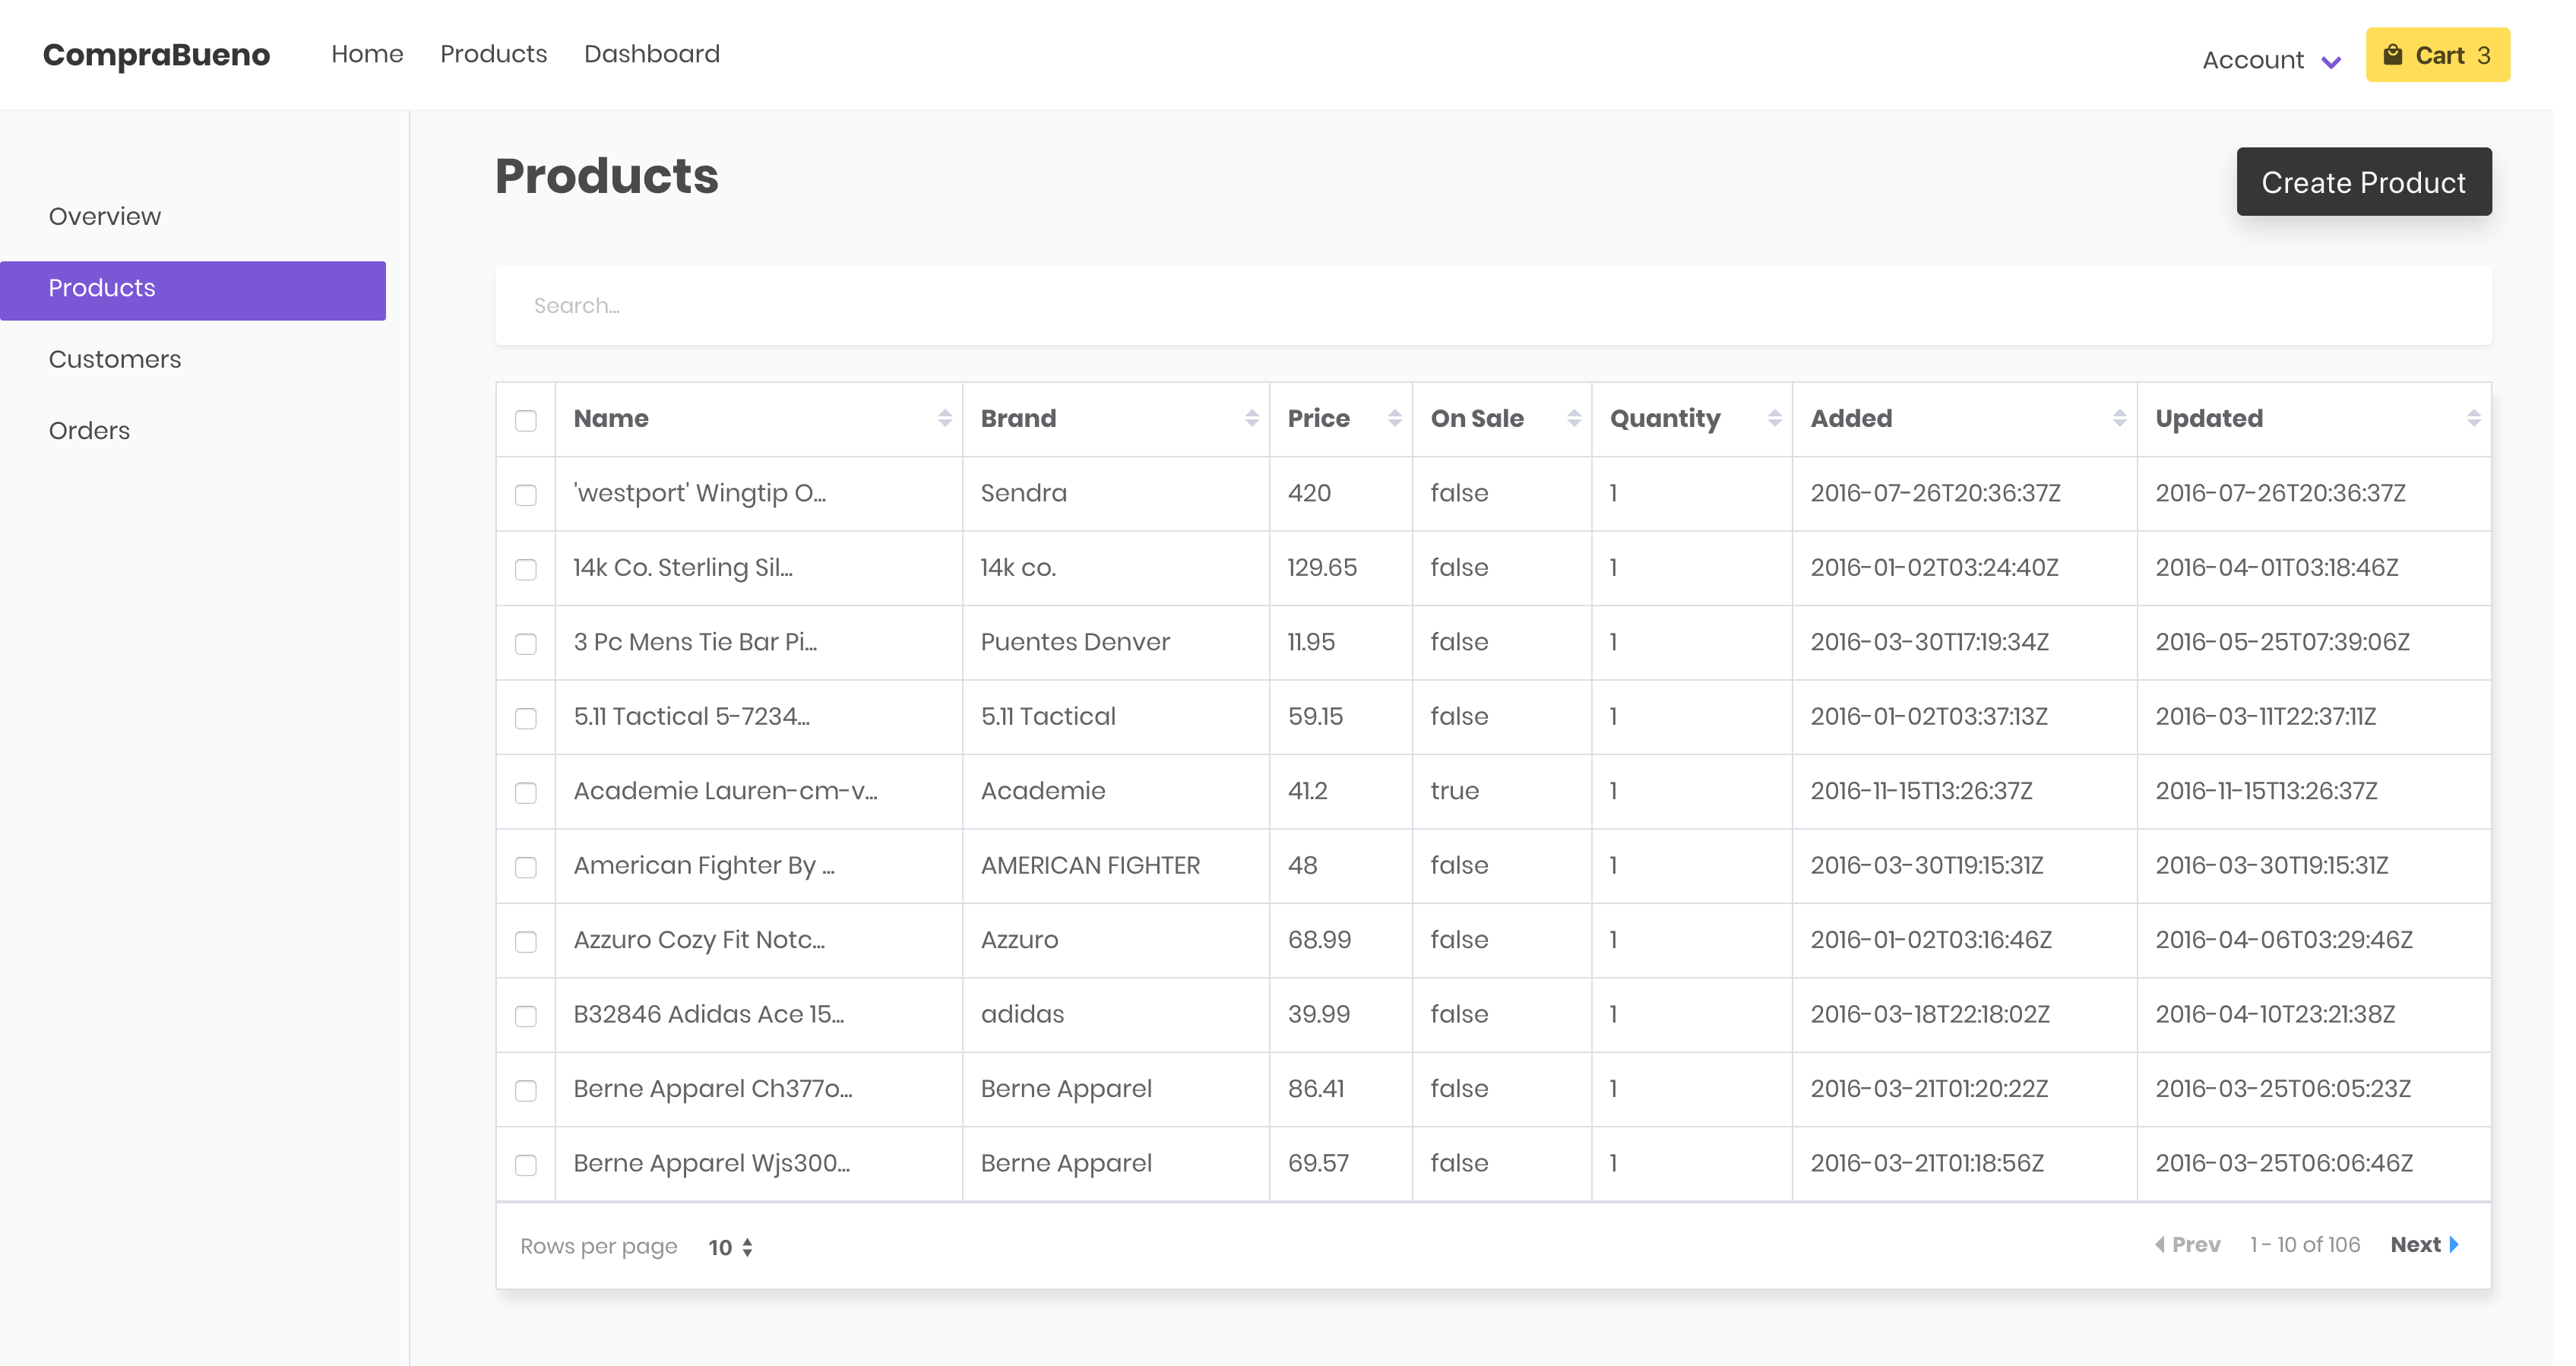 CompraBueno Home Products Dashboard Account Cart 3
Overview
Products
Customers
Orders
Products
Create Product
Search...
Name Brand Price On Sale Quantity Added Updated
'westport' Wingtip O... Sendra 420 false 1 2016-07-26T20:36:37Z 2016-07-26T20:36:37Z
14k Co. Sterling Sil... 14k co. 129.65 false 1 2016-01-02T03:24:40Z 2016-04-01T03:18:46Z
3 Pc Mens Tie Bar Pi... Puentes Denver 11.95 false 1 2016-03-30T17:19:34Z 2016-05-25T07:39:06Z
5.11 Tactical 5-7234... 5.11 Tactical 59.15 false 1 2016-01-02T03:37:13Z 2016-03-11T22:37:11Z
Academie Lauren-cm-v... Academie 41.2 true 1 2016-11-15T13:26:37Z 2016-11-15T13:26:37Z
American Fighter By ... AMERICAN FIGHTER 48 false 1 2016-03-30T19:15:31Z 2016-03-30T19:15:31Z
Azzuro Cozy Fit Notc... Azzuro 68.99 false 1 2016-01-02T03:16:46Z 2016-04-06T03:29:46Z
B32846 Adidas Ace 15... adidas 39.99 false 1 2016-03-18T22:18:02Z 2016-04-10T23:21:38Z
Berne Apparel Ch377o... Berne Apparel 86.41 false 1 2016-03-21T01:20:22Z 2016-03-25T06:05:23Z
Berne Apparel Wjs300... Berne Apparel 69.57 false 1 2016-03-21T01:18:56Z 2016-03-25T06:06:46Z
Rows per page 10 Prev 1 - 10 of 106 Next